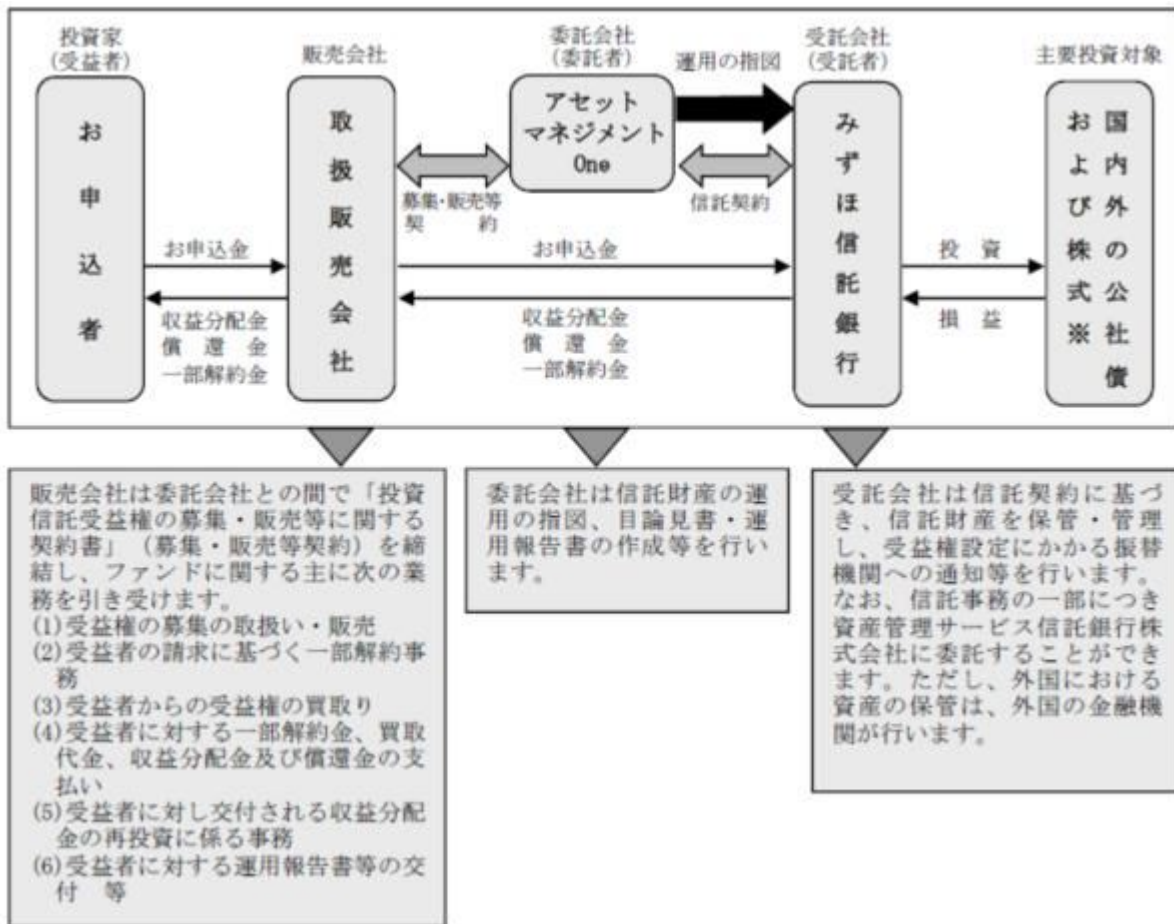 投資家
(受益者)
お申込者
販売会社
取扱販売会社
委託会社
(委託者)
アセット
マネジメント
One
運用の指図
受託会社
(受託者)
みずほ信託銀行
主要投資対象
国内外の公社債
および株式※
募集・販売等
契　約
信託契約
お申込金
収益分配金
償　還　金
一部解約金
お申込金
収益分配金
償　還　金
一部解約金
投　資
損　益
販売会社は委託会社との間で「投資
信託受益権の募集・販売等に関する
契約書」（募集・販売等契約）を締
結し、ファンドに関する主に次の業
務を引き受けます。
(1)受益権の募集の取扱い・販売
(2)受益者の請求に基づく一部解約事
務
(3)受益者からの受益権の買取り
(4)受益者に対する一部解約金、買取
代金、収益分配金及び償還金の支
払い
(5)受益者に対し交付される収益分配
金の再投資に係る事務
(6)受益者に対する運用報告書等の交
付　等
委託会社は信託財産の運
用の指図、目論見書・運
用報告書の作成等を行い
ます。
受託会社は信託契約に基づ
き、信託財産を保管・管理
し、受益権設定にかかる振替
機関への通知等を行います。
なお、信託事務の一部につき
資産管理サービス信託銀行株
式会社に委託することができ
ます。ただし、外国における
資産の保管は、外国の金融機
関が行います。